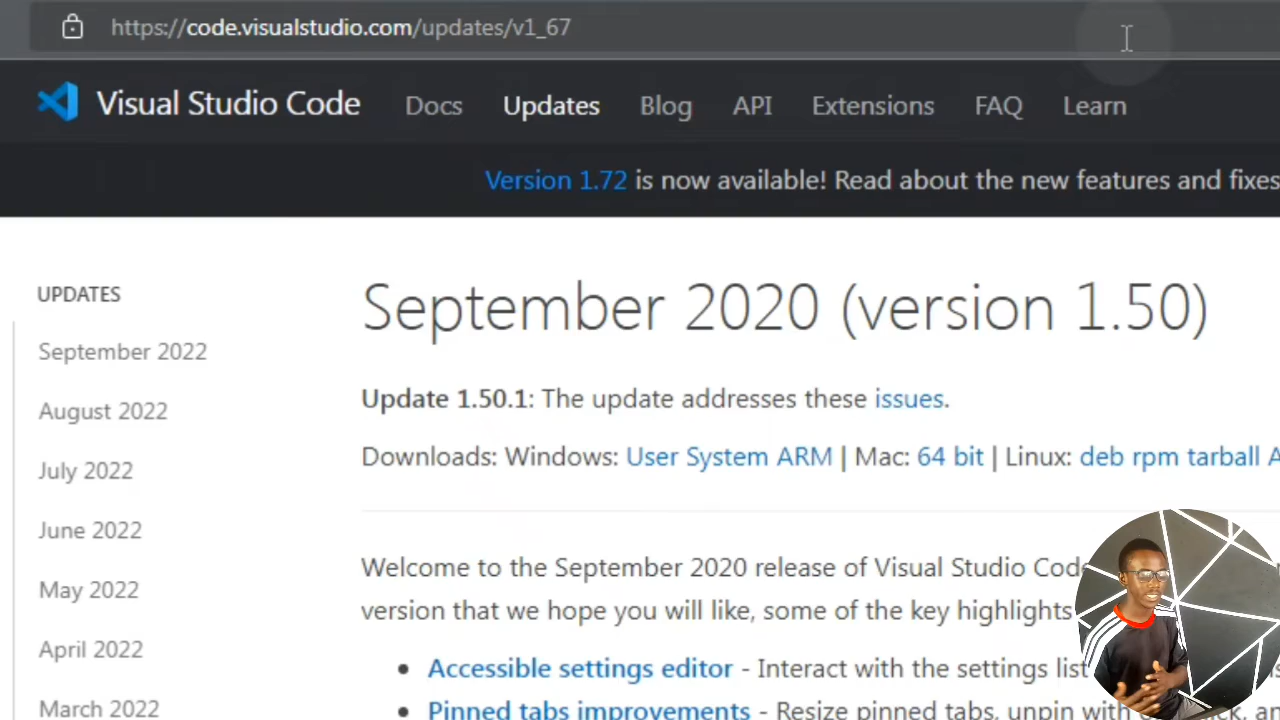 https://code.visualstudio.com/updates/v1_67
Visual Studio Code Docs Updates Blog API Extensions FAQ Learn
Version 1.72 is now available! Read about the new features and fixes
UPDATES
September 2022
August 2022
July 2022
June 2022
May 2022
April 2022
March 2022
September 2020 (version 1.50)
Update 1.50.1: The update addresses these issues.
Downloads: Windows: User System ARM | Mac: 64 bit | Linux: deb rpm tarball A
Welcome to the September 2020 release of Visual Studio Code
version that we hope you will like, some of the key highlights
• Accessible settings editor - Interact with the settings list
• Pinned tabs improvements - Resize pinned tabs, unpin with